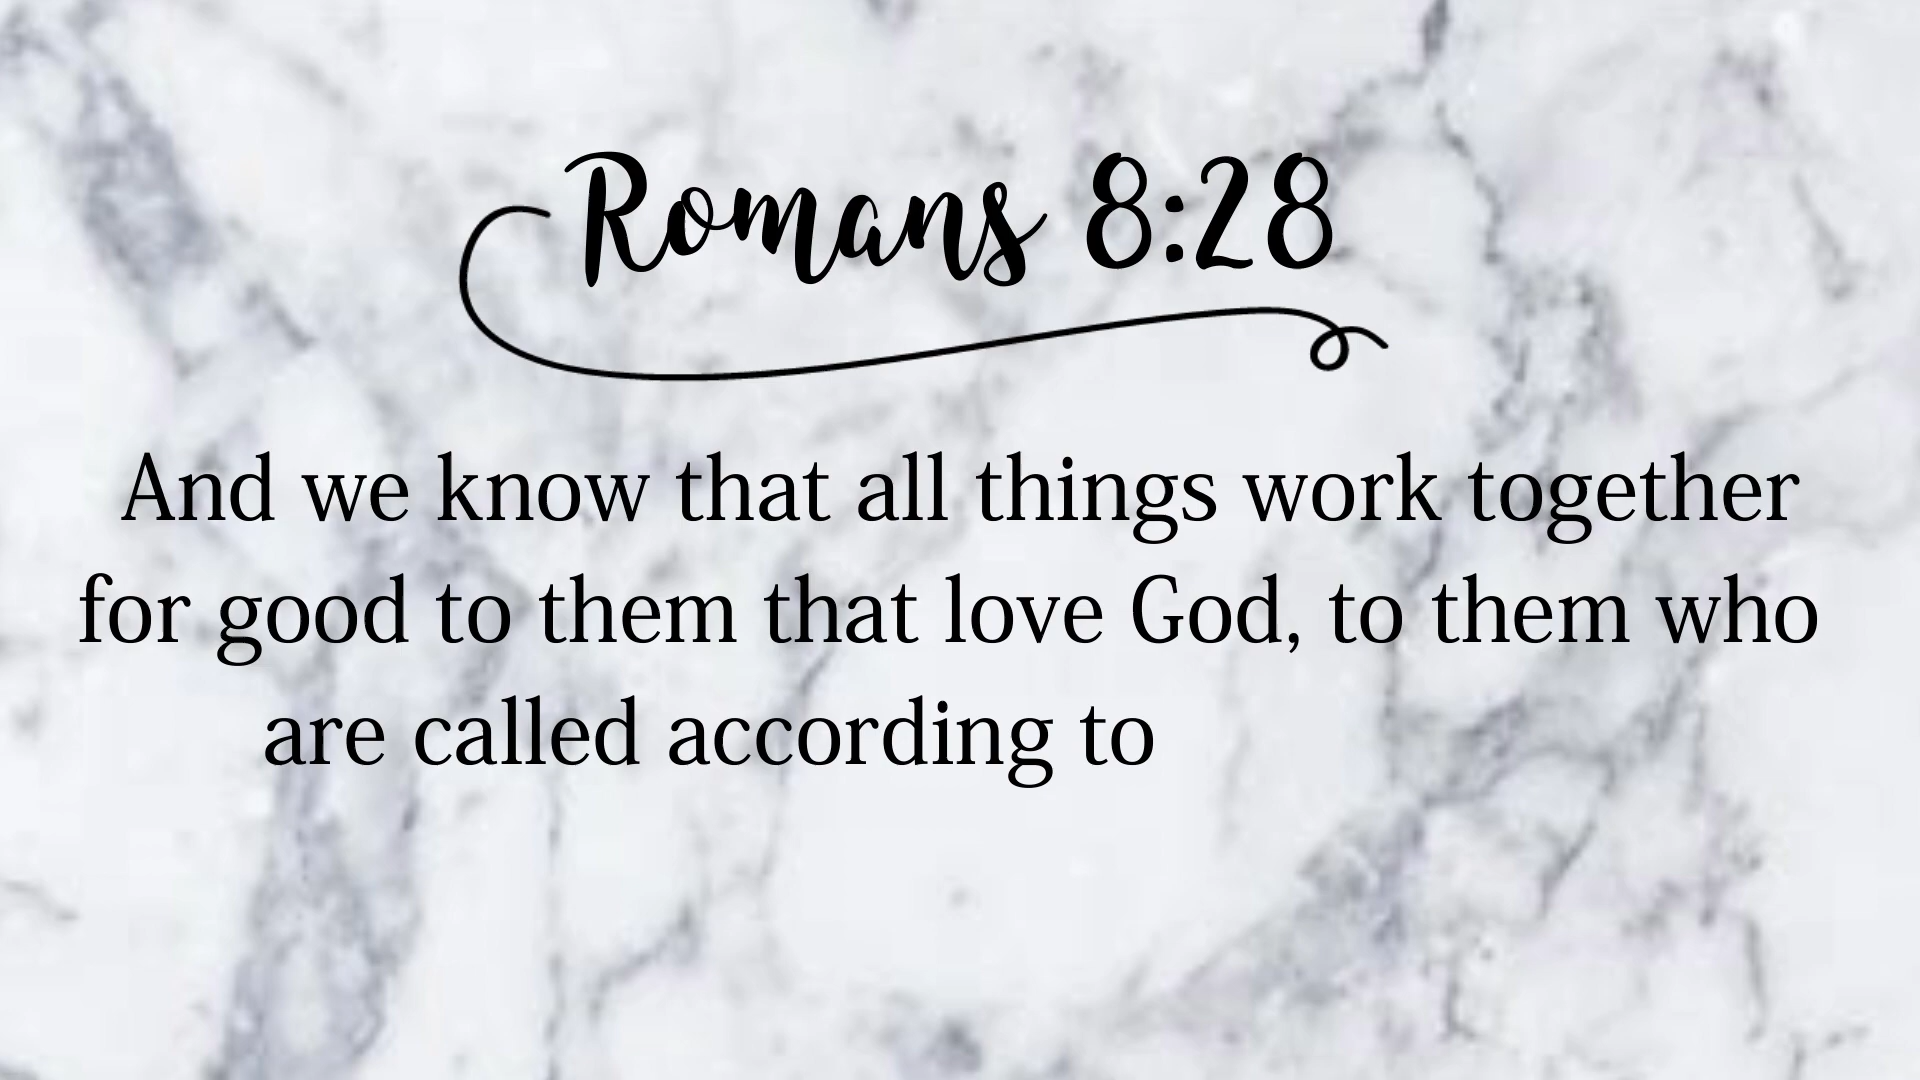 Romans 8:28
And we know that all things work together
for good to them that love God, to them who
are called according to